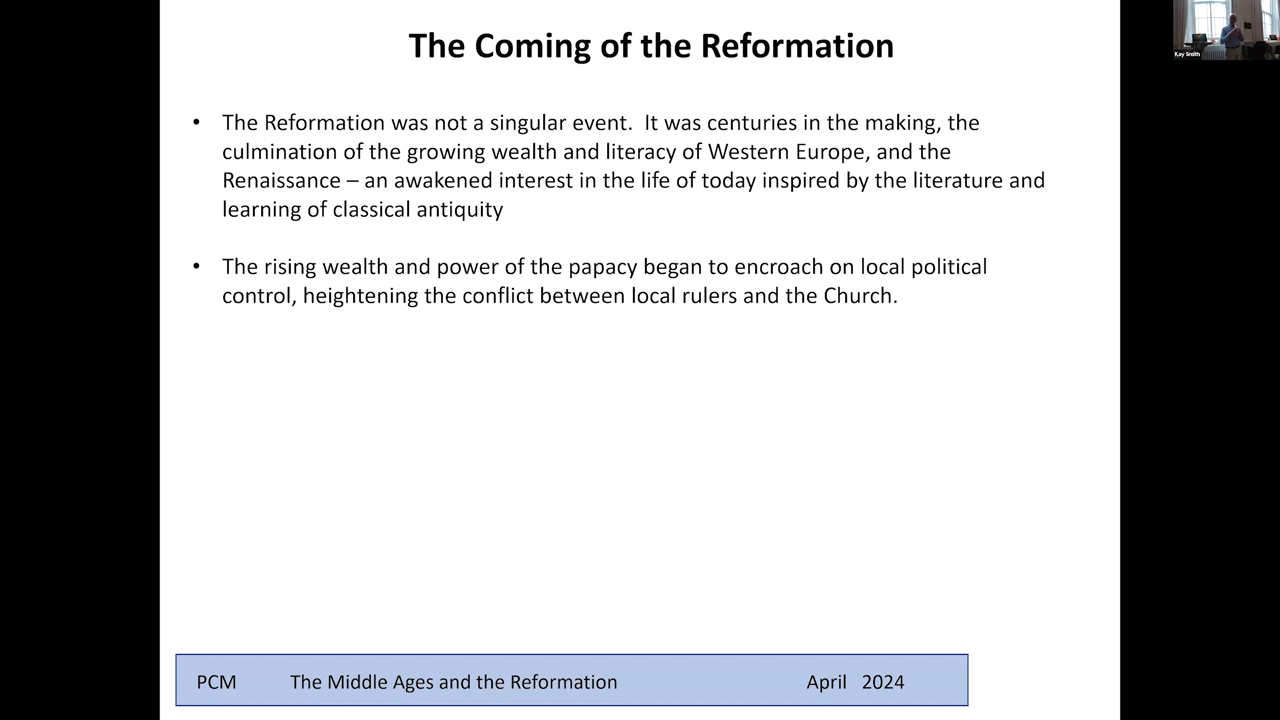 The Coming of the Reformation
Kay Smith
• The Reformation was not a singular event.  It was centuries in the making, the
culmination of the growing wealth and literacy of Western Europe, and the
Renaissance – an awakened interest in the life of today inspired by the literature and
learning of classical antiquity
• The rising wealth and power of the papacy began to encroach on local political
control, heightening the conflict between local rulers and the Church.
PCM The Middle Ages and the Reformation April 2024